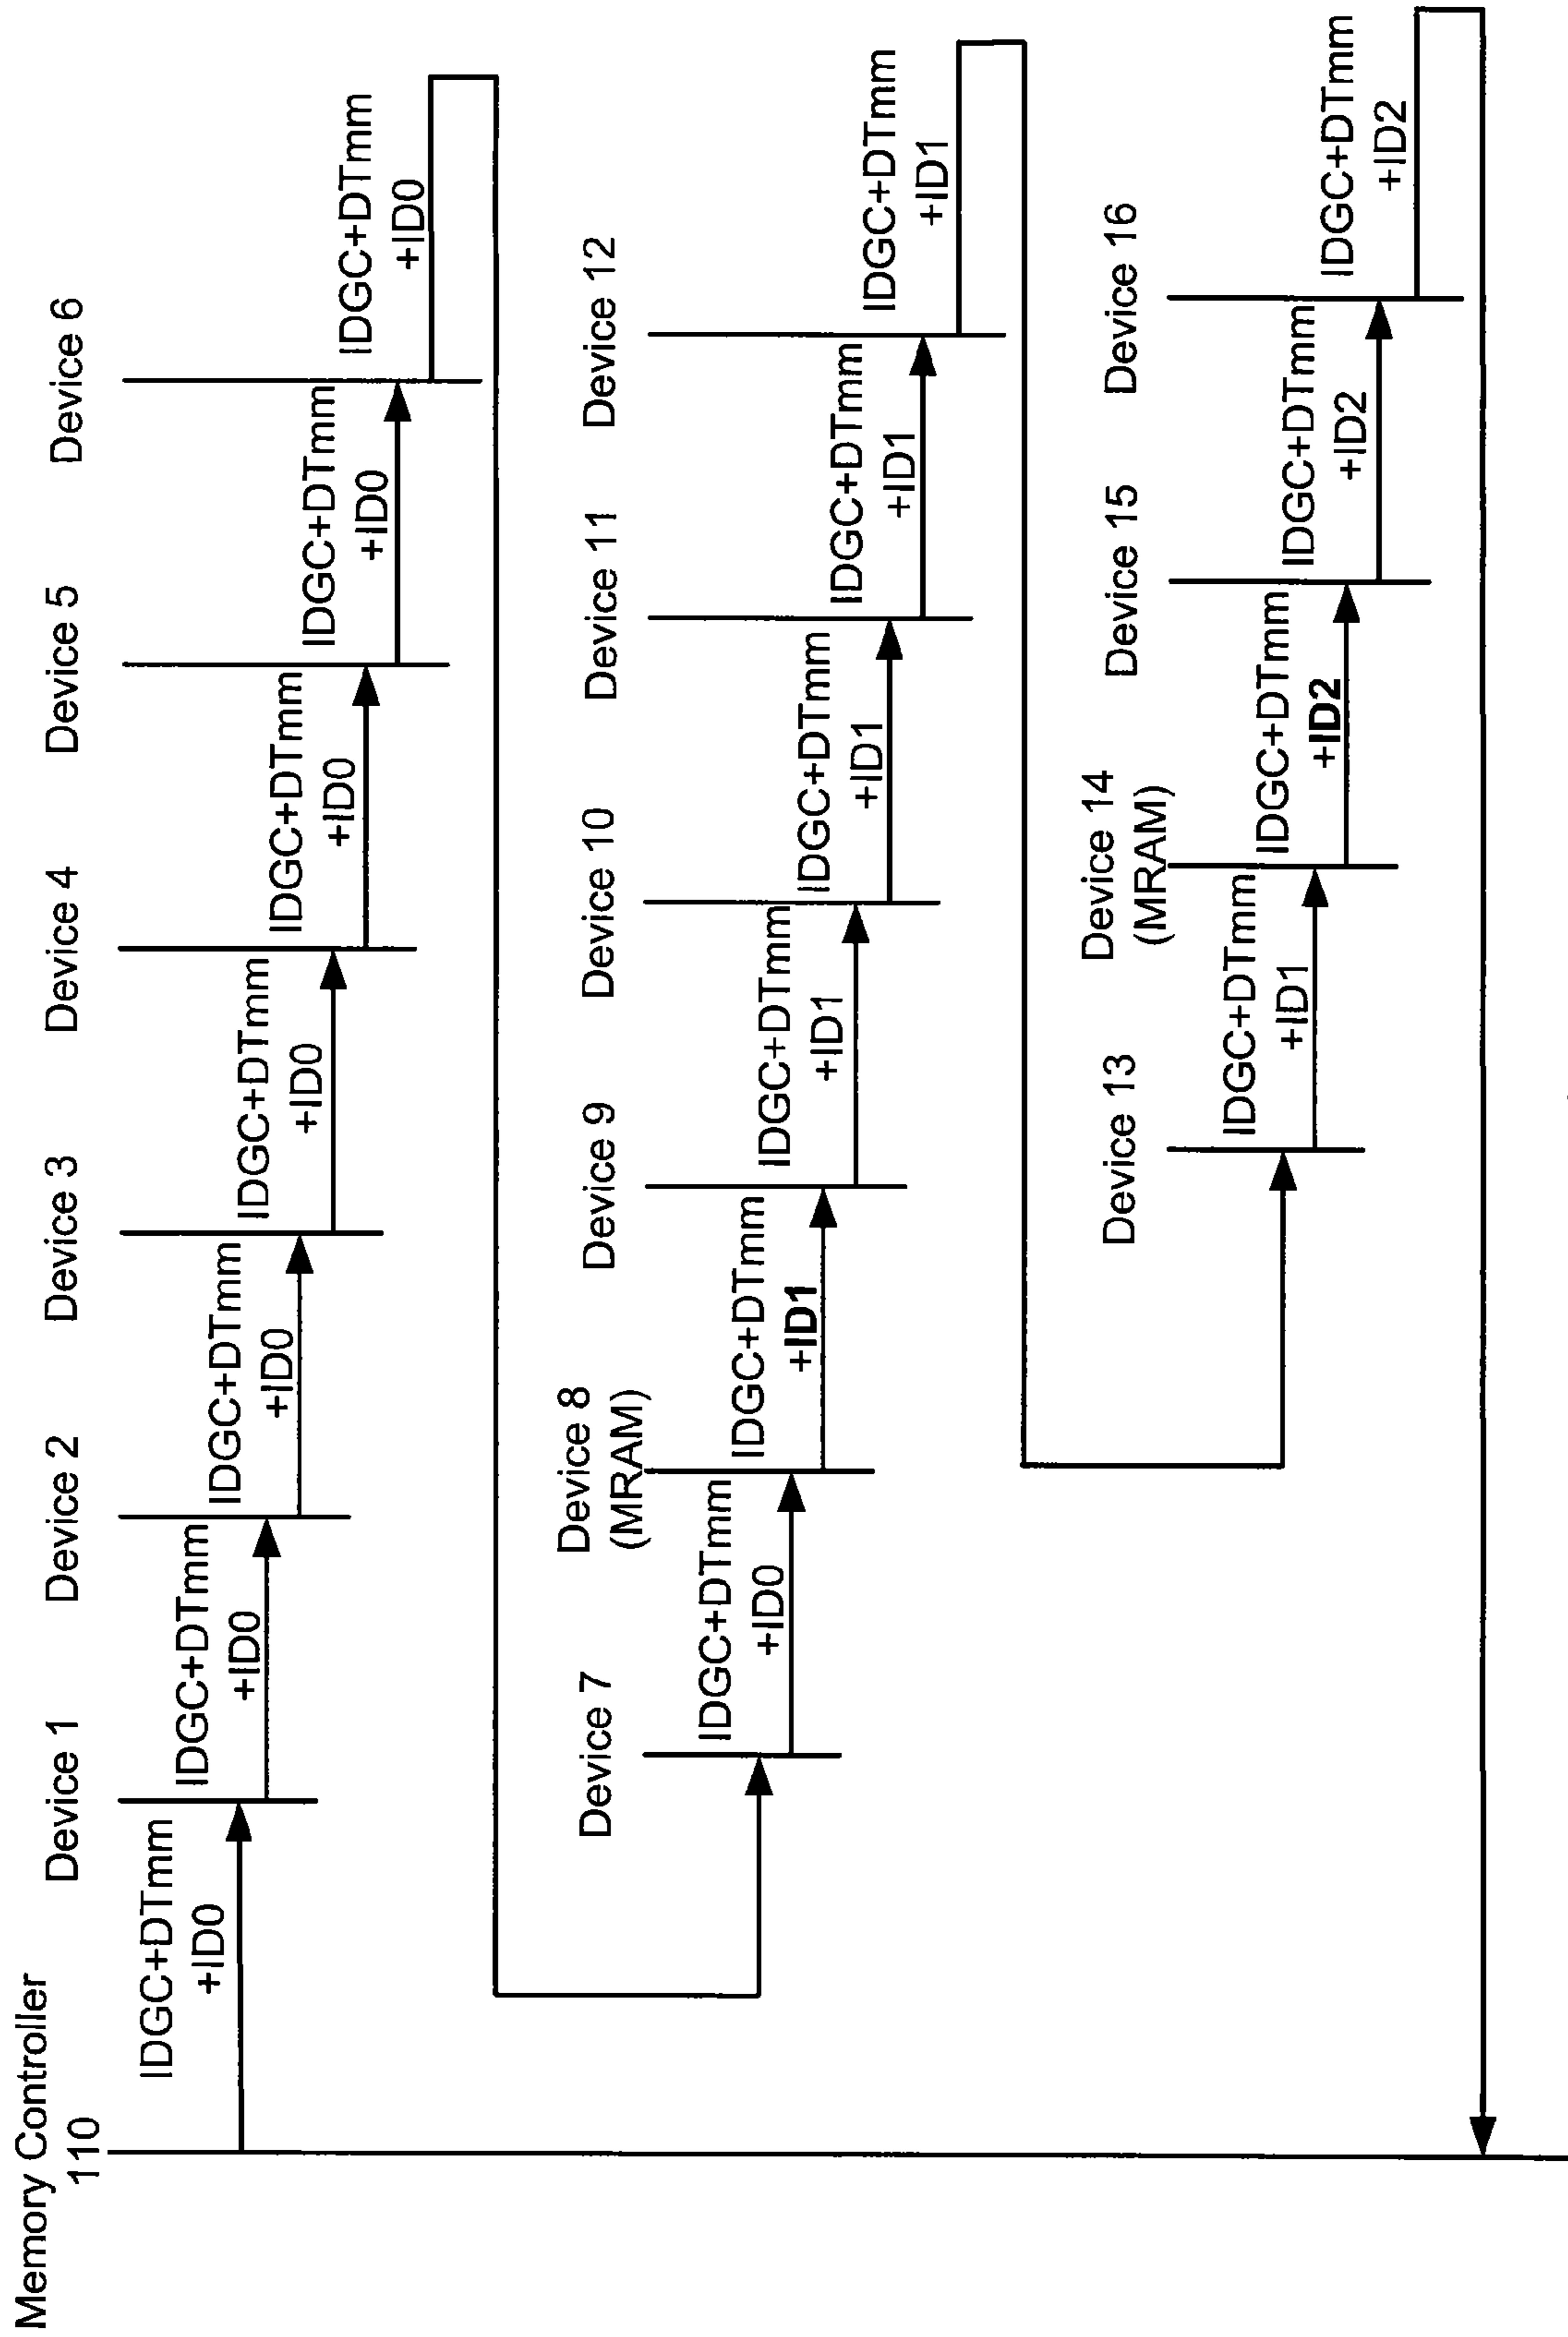 Memory Controller
110
IDGC+DTmm
+ID0
Device 1
IDGC+DTmm
+ID0
Device 2
IDGC+DTmm
+ID0
Device 3
IDGC+DTmm
+ID0
Device 4
IDGC+DTmm
+ID0
Device 5
IDGC+DTmm
+ID0
Device 6
IDGC+DTmm
+ID0
Device 7
IDGC+DTmm
+ID0
Device 8
(MRAM)
IDGC+DTmm
+ID1
Device 9
IDGC+DTmm
+ID1
Device 10
IDGC+DTmm
+ID1
Device 11
IDGC+DTmm
+ID1
Device 12
IDGC+DTmm
+ID1
Device 13
IDGC+DTmm
+ID1
Device 14
(MRAM)
IDGC+DTmm
+ID2
Device 15
IDGC+DTmm
+ID2
Device 16
IDGC+DTmm
+ID2